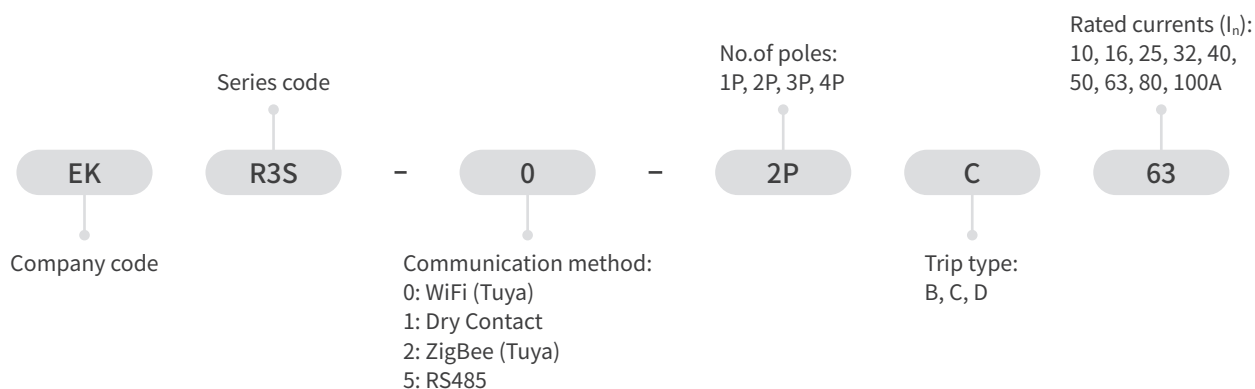 Rated currents (Iₙ):
No.of poles:
10, 16, 25, 32, 40,
Series code
1P, 2P, 3P, 4P
50, 63, 80, 100A
EK R3S - 0 - 2P C 63
Company code
Communication method:
0: WiFi (Tuya)
1: Dry Contact
2: ZigBee (Tuya)
5: RS485
Trip type:
B, C, D